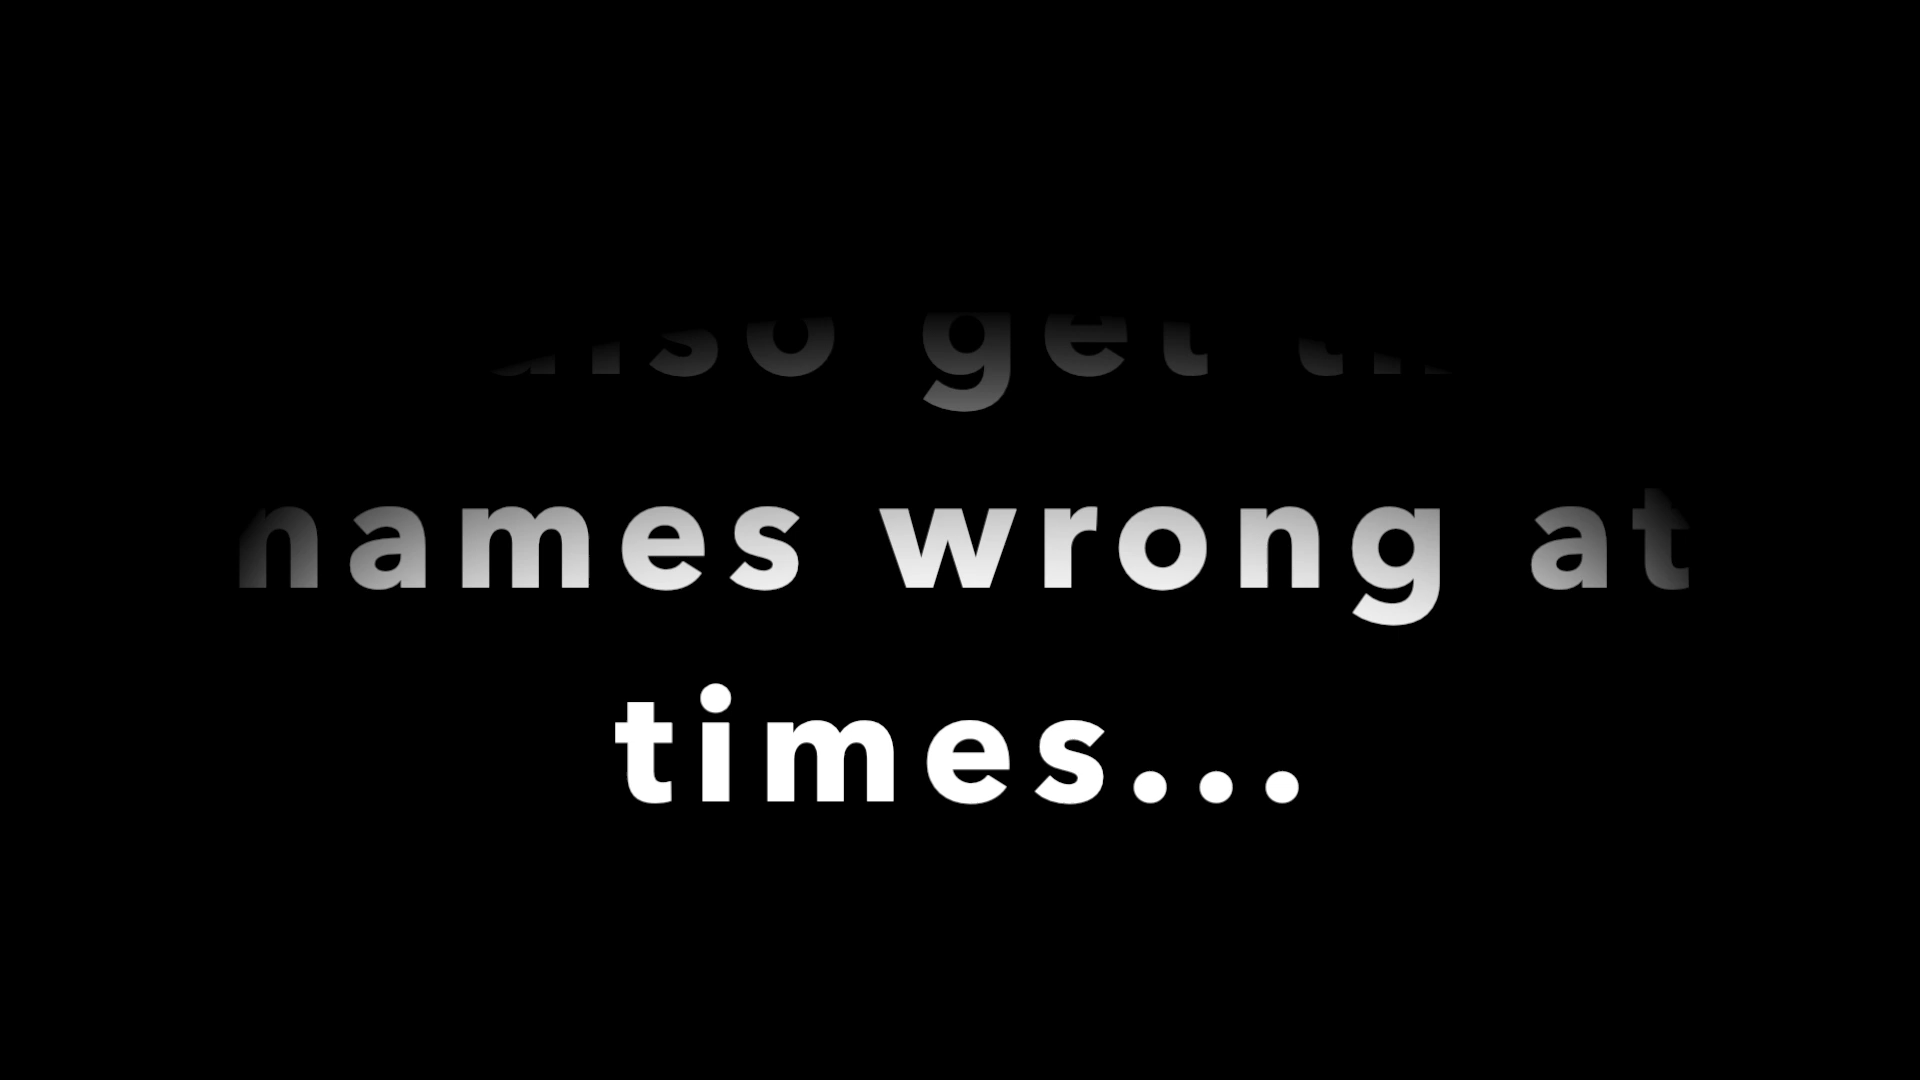 also get
names wrong at
times...